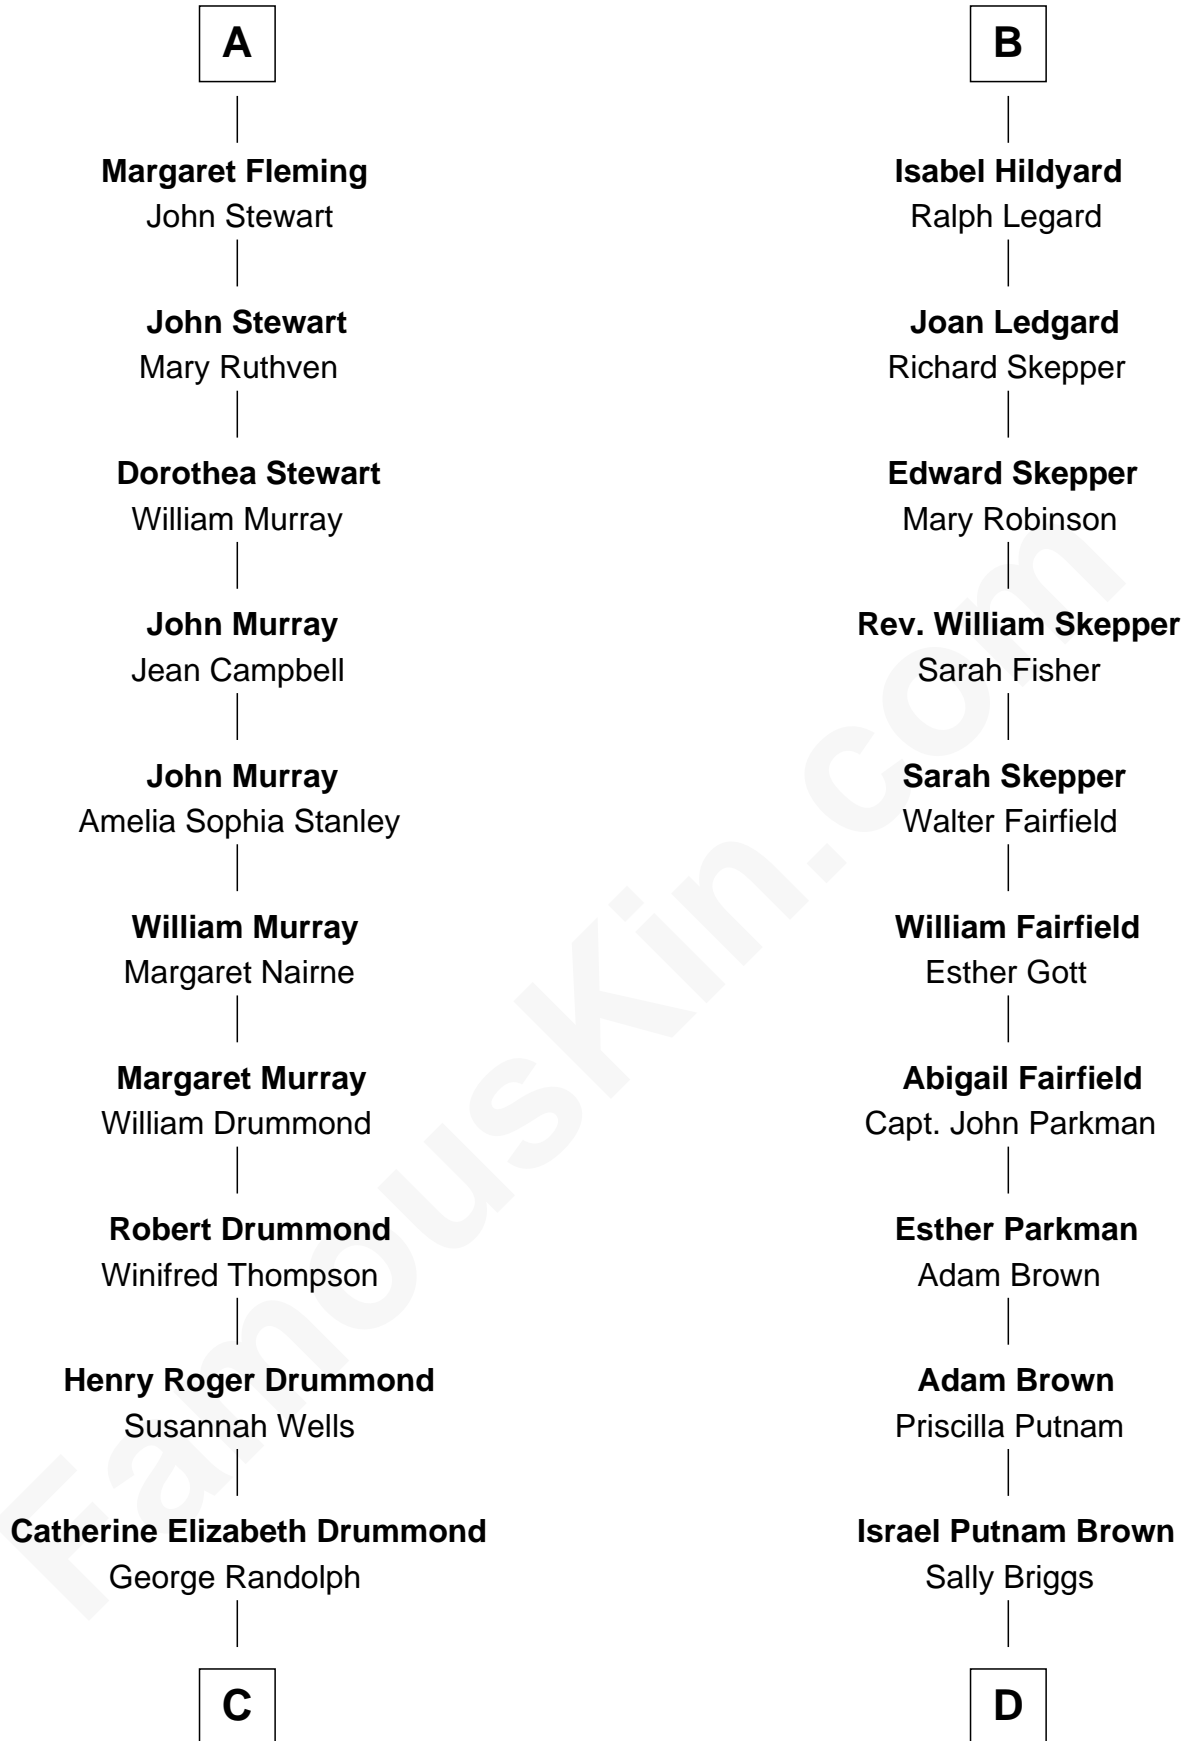 A
Margaret Fleming
John Stewart
John Stewart
Mary Ruthven
Dorothea Stewart
William Murray
John Murray
Jean Campbell
John Murray
Amelia Sophia Stanley
William Murray
Margaret Nairne
Margaret Murray
William Drummond
Robert Drummond
Winifred Thompson
Henry Roger Drummond
Susannah Wells
Catherine Elizabeth Drummond
George Randolph
C
B
Isabel Hildyard
Ralph Legard
Joan Ledgard
Richard Skepper
Edward Skepper
Mary Robinson
Rev. William Skepper
Sarah Fisher
Sarah Skepper
Walter Fairfield
William Fairfield
Esther Gott
Abigail Fairfield
Capt. John Parkman
Esther Parkman
Adam Brown
Adam Brown
Priscilla Putnam
Israel Putnam Brown
Sally Briggs
D
FamousKin.com